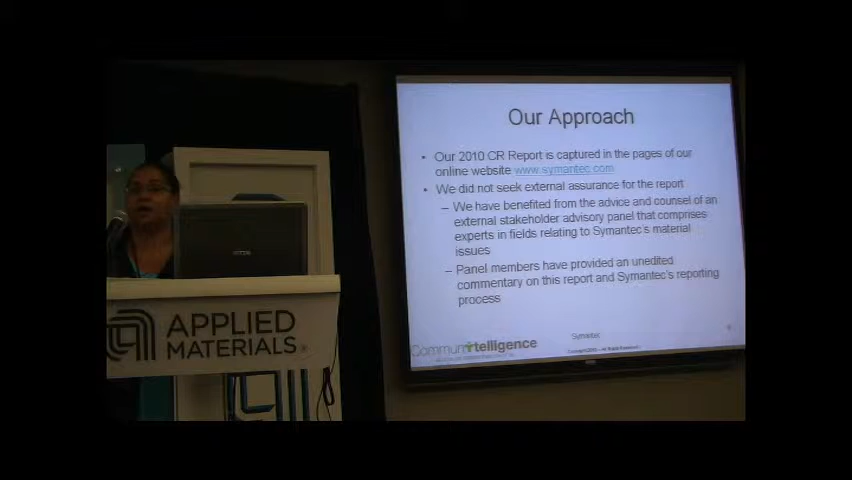 Our Approach
• Our 2010 CR Report is captured in the pages of our
online website www.symantec.com
• We did not seek external assurance for the report
– We have benefited from the advice and counsel of an
external stakeholder advisory panel that comprises
experts in fields relating to Symantec's material
issues
– Panel members have provided an unedited
commentary on this report and Symantec's reporting
process
Communitelligence
Symantec
APPLIED
MATERIALS®